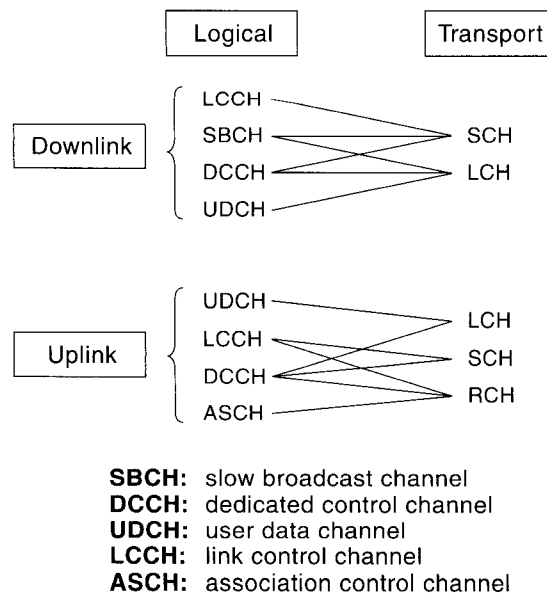 Logical Transport
Downlink
LCCH
SBCH SCH
DCCH LCH
UDCH
Uplink
UDCH LCH
LCCH SCH
DCCH RCH
ASCH
SBCH: slow broadcast channel
DCCH: dedicated control channel
UDCH: user data channel
LCCH: link control channel
ASCH: association control channel